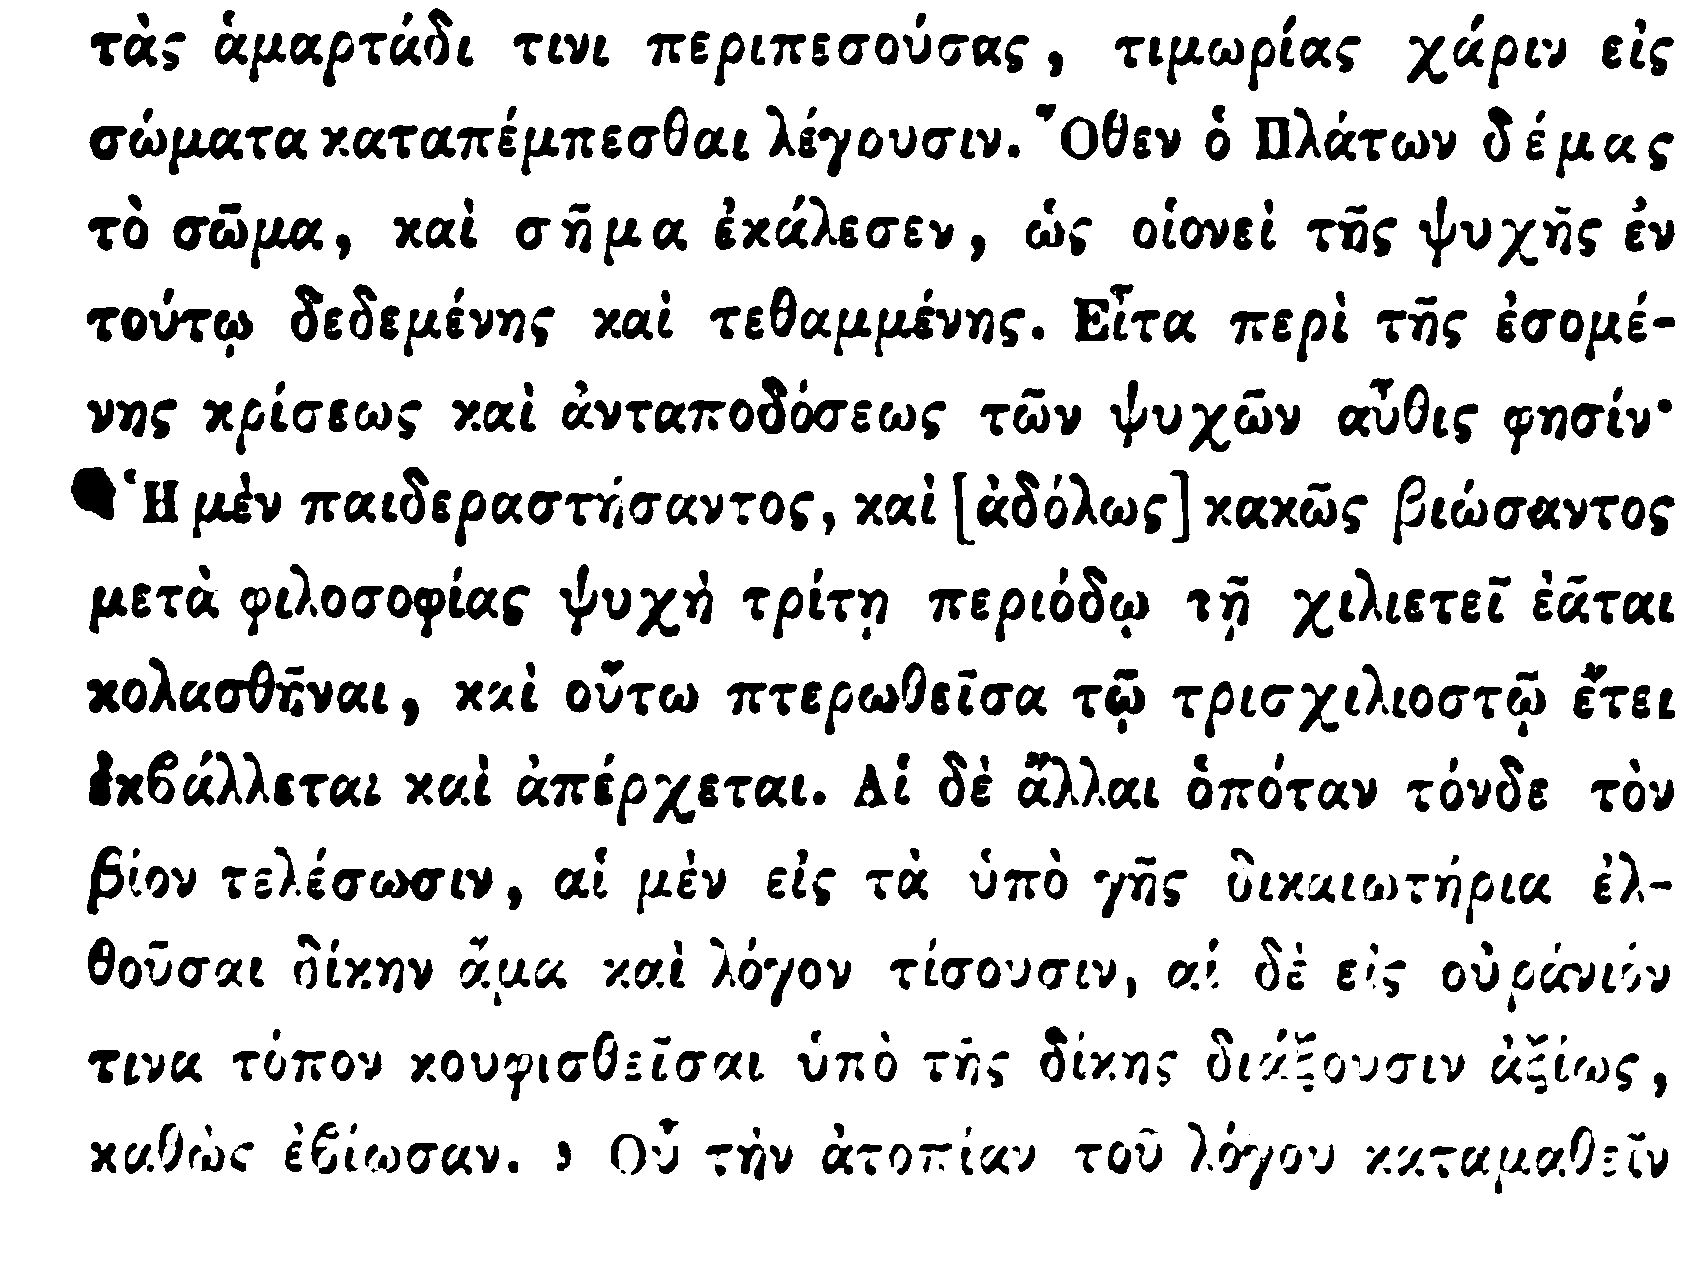 τὰς ἁμαρτάδι τινι περιπεσούσας, τιμωρίας χάριν εἰς
σώματα καταπέμπεσθαι λέγουσιν. Ὅθεν ὁ Πλάτων δέμας
τὸ σῶμα, καὶ σῆμα ἐκάλεσεν, ὡς οἱονεὶ τῆς ψυχῆς ἐν
τούτῳ δεδεμένης καὶ τεθαμμένης. Εἶτα περὶ τῆς ἐσομέ-
νης κρίσεως καὶ ἀνταποδόσεως τῶν ψυχῶν αὖθις φησίν·
Ἡ μὲν παιδεραστήσαντος, καὶ [ἀδόλως] κακῶς βιώσαντος
μετὰ φιλοσοφίας ψυχὴ τρίτῃ περιόδῳ τῇ χιλιετεῖ ἐᾶται
κολασθῆναι, καὶ οὕτω πτερωθεῖσα τῷ τρισχιλιοστῷ ἔτει
ἐκβάλλεται καὶ ἀπέρχεται. Αἱ δὲ ἄλλαι ὁπόταν τόνδε τὸν
βίον τελέσωσιν, αἱ μὲν εἰς τὰ ὑπὸ γῆς δικαιωτήρια ἐλ-
θοῦσαι δίκην ἅμα καὶ λόγον τίσουσιν, αἱ δὲ εἰς οὐράνιόν
τινα τόπον κουφισθεῖσαι ὑπὸ τῆς δίκης διάξουσιν ἀξίως,
καθὼς ἐβίωσαν. › Οὗ τὴν ἀτοπίαν τοῦ λόγου καταμαθεῖν